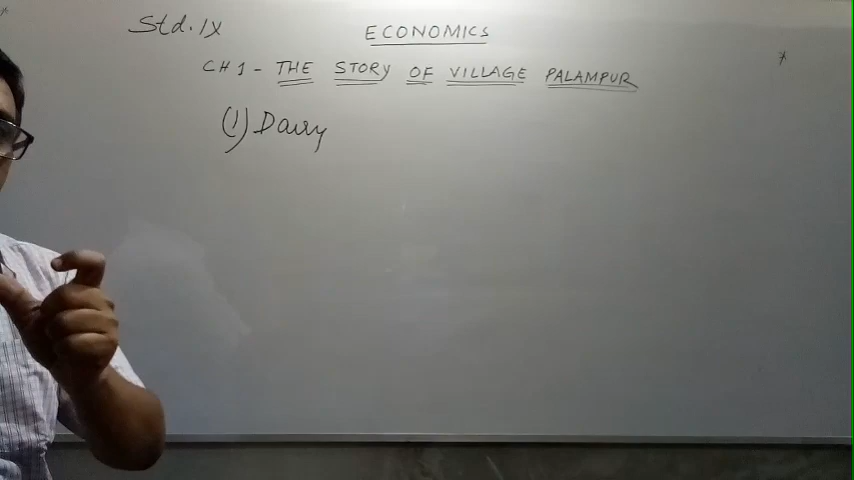 Std. IX
ECONOMICS
CH 1 - THE STORY OF VILLAGE PALAMPUR
(1) Dairy